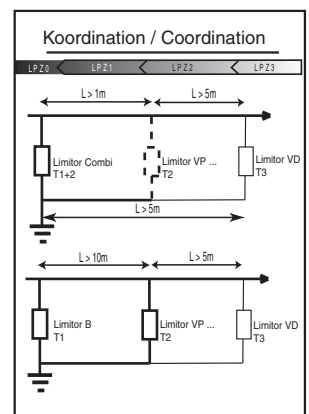 Koordination / Coordination
LPZ0 LPZ1 LPZ2 LPZ3
L > 1m L > 5m
Limitor Combi
T1+2
Limitor VP ...
T2
Limitor VD
T3
L > 5m
L > 10m L > 5m
Limitor B
T1
Limitor VP ...
T2
Limitor VD
T3